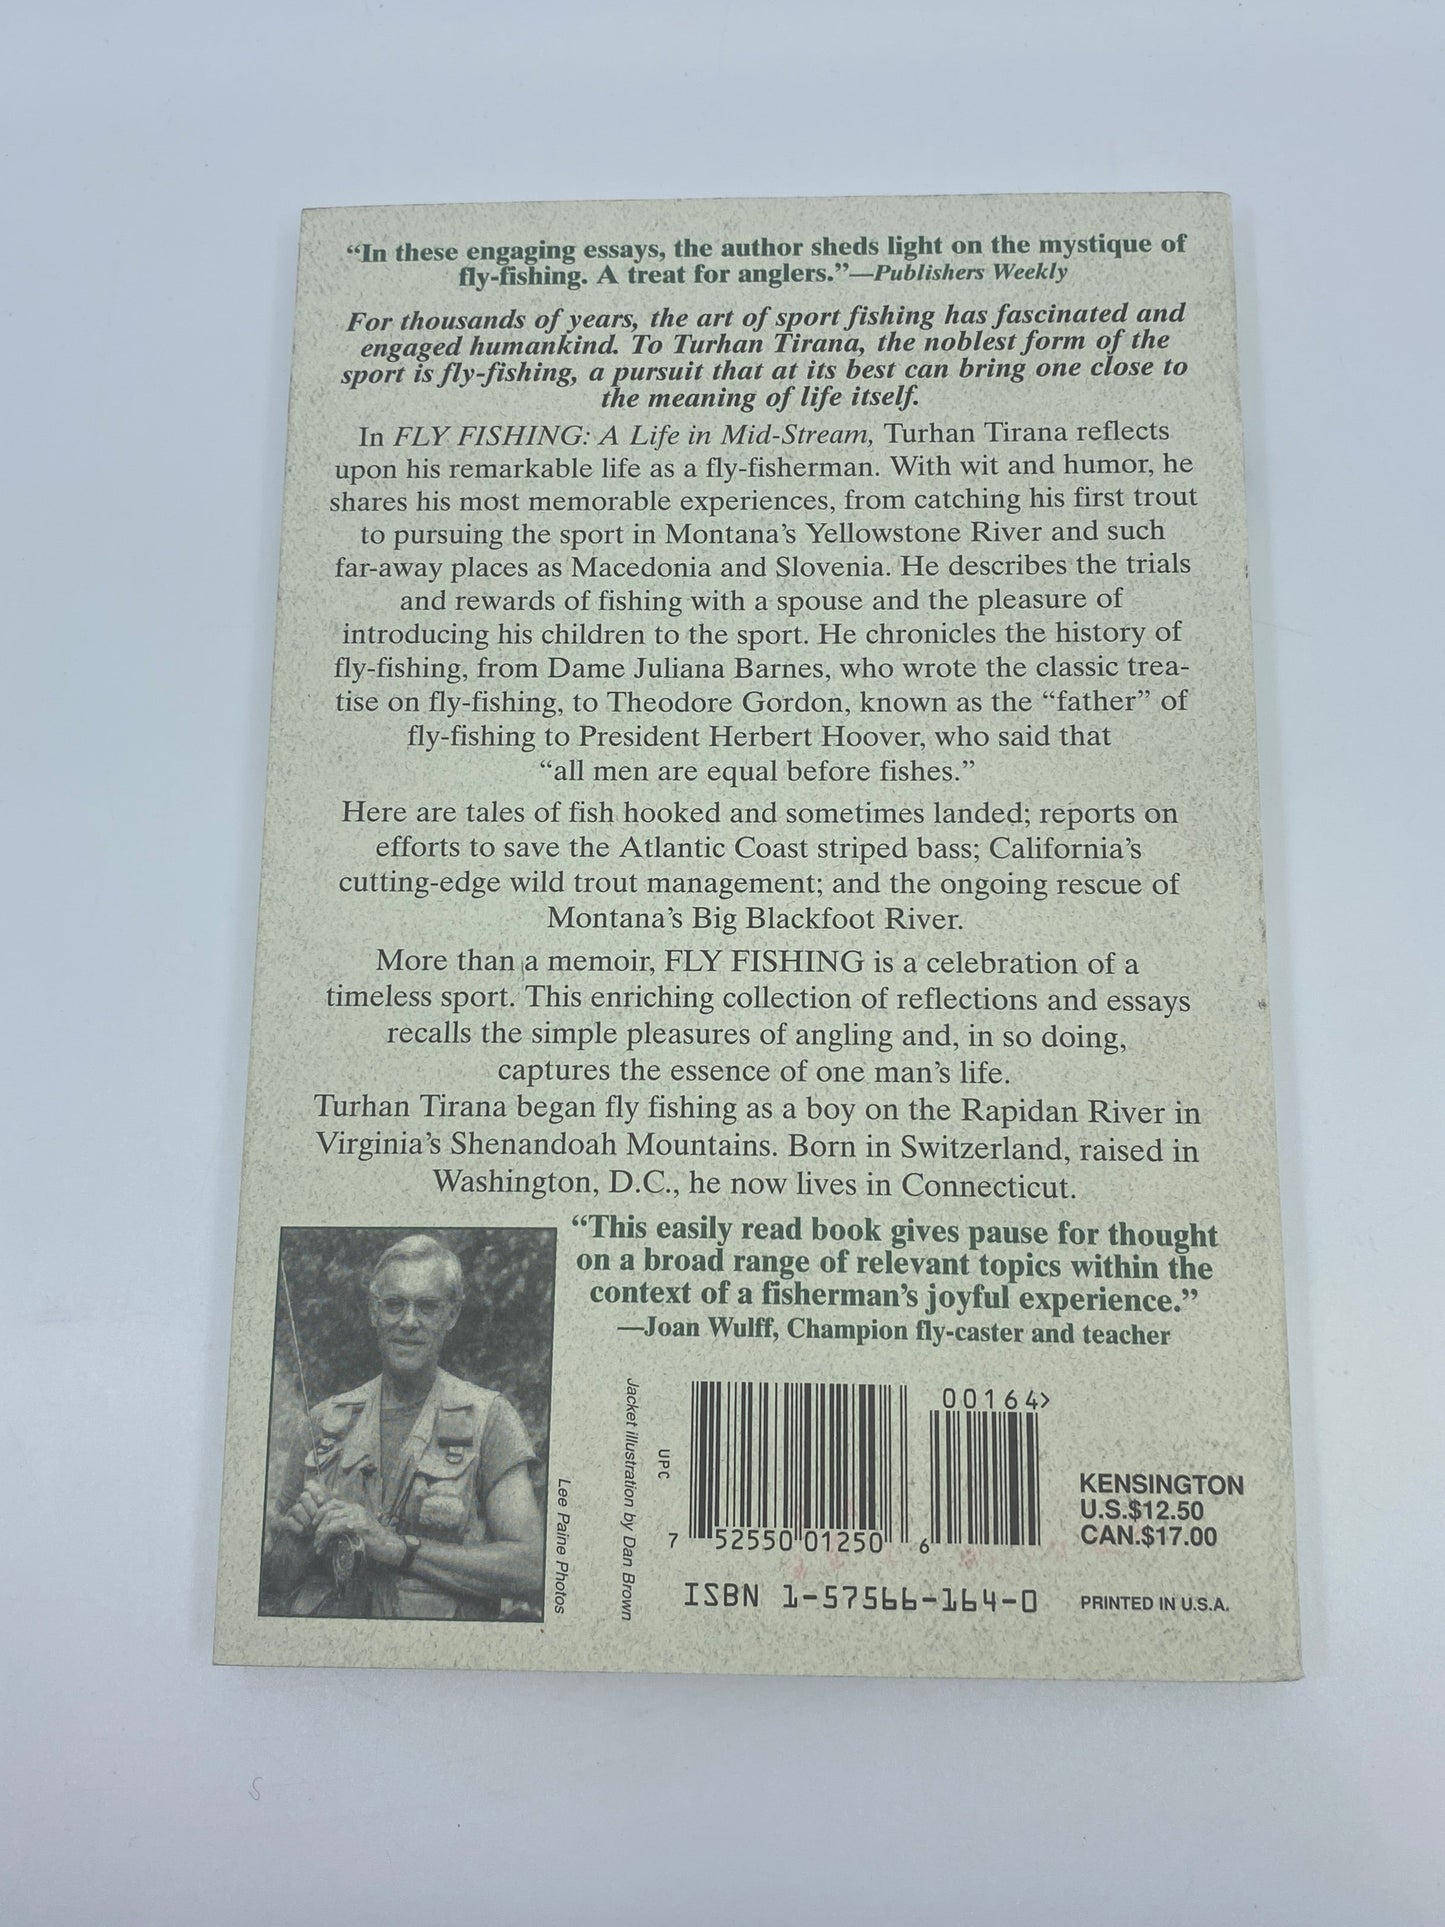 “In these engaging essays, the author sheds light on the mystique of
fly-fishing. A treat for anglers.”—Publishers Weekly
For thousands of years, the art of sport fishing has fascinated and
engaged humankind. To Turhan Tirana, the noblest form of the
sport is fly-fishing, a pursuit that at its best can bring one close to
the meaning of life itself.
In FLY FISHING: A Life in Mid-Stream, Turhan Tirana reflects
upon his remarkable life as a fly-fisherman. With wit and humor, he
shares his most memorable experiences, from catching his first trout
to pursuing the sport in Montana’s Yellowstone River and such
far-away places as Macedonia and Slovenia. He describes the trials
and rewards of fishing with a spouse and the pleasure of
introducing his children to the sport. He chronicles the history of
fly-fishing, from Dame Juliana Barnes, who wrote the classic trea-
tise on fly-fishing, to Theodore Gordon, known as the “father” of
fly-fishing to President Herbert Hoover, who said that
“all men are equal before fishes.”
Here are tales of fish hooked and sometimes landed; reports on
efforts to save the Atlantic Coast striped bass; California’s
cutting-edge wild trout management; and the ongoing rescue of
Montana’s Big Blackfoot River.
More than a memoir, FLY FISHING is a celebration of a
timeless sport. This enriching collection of reflections and essays
recalls the simple pleasures of angling and, in so doing,
captures the essence of one man’s life.
Turhan Tirana began fly fishing as a boy on the Rapidan River in
Virginia’s Shenandoah Mountains. Born in Switzerland, raised in
Washington, D.C., he now lives in Connecticut.
“This easily read book gives pause for thought
on a broad range of relevant topics within the
context of a fisherman’s joyful experience.”
—Joan Wulff, Champion fly-caster and teacher
Lee Paine Photos
Jacket illustration by Dan Brown
UPC
00164>
7 52550 01250 6
KENSINGTON
U.S.$12.50
CAN.$17.00
ISBN 1-57566-164-0
PRINTED IN U.S.A.